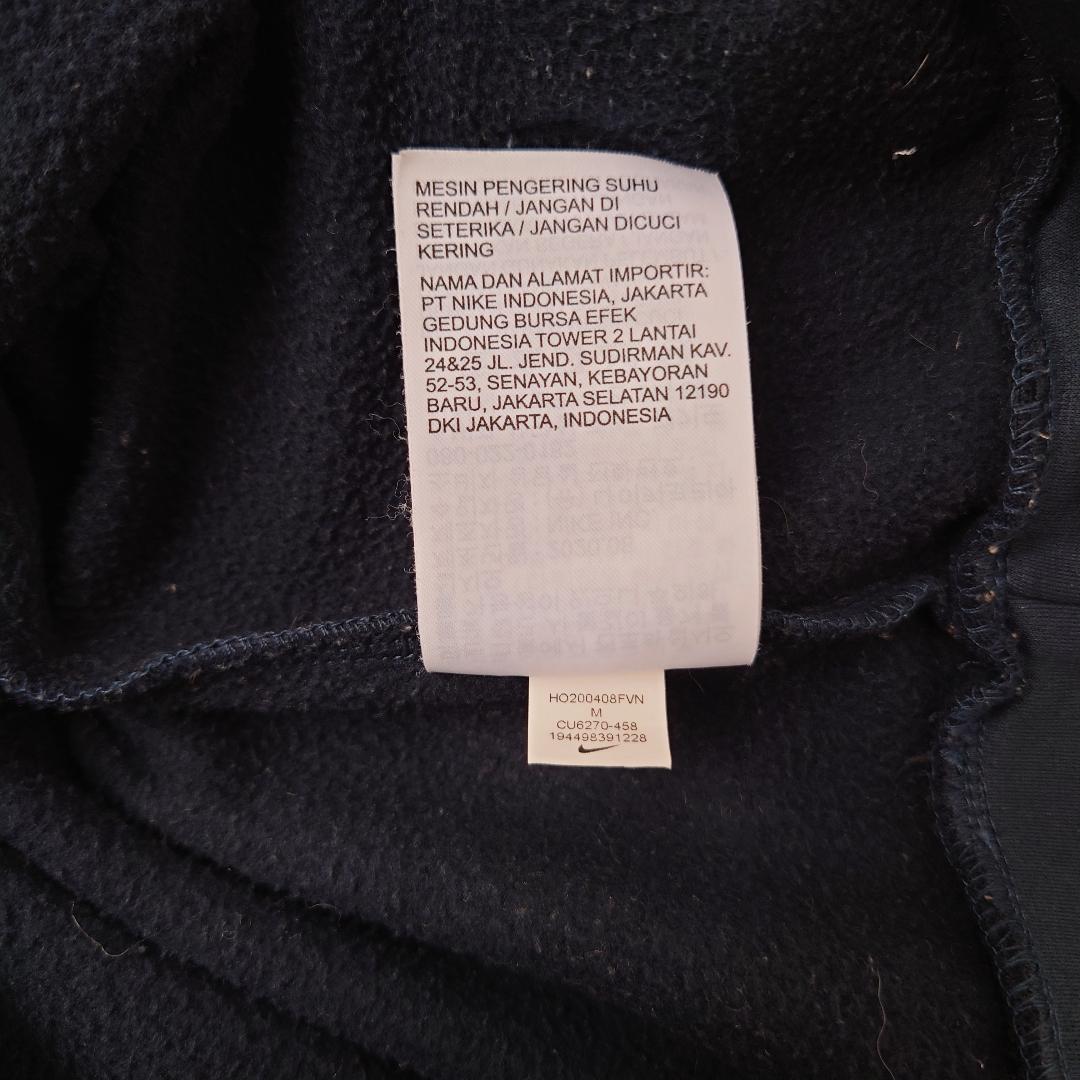 MESIN PENGERING SUHU
RENDAH / JANGAN DI
SETERIKA / JANGAN DICUCI
KERING
NAMA DAN ALAMAT IMPORTIR:
PT NIKE INDONESIA, JAKARTA
GEDUNG BURSA EFEK
INDONESIA TOWER 2 LANTAI
24&25 JL. JEND. SUDIRMAN KAV.
52-53, SENAYAN, KEBAYORAN
BARU, JAKARTA SELATAN 12190
DKI JAKARTA, INDONESIA
HO200408FVN
M
CU6270-458
194498391228